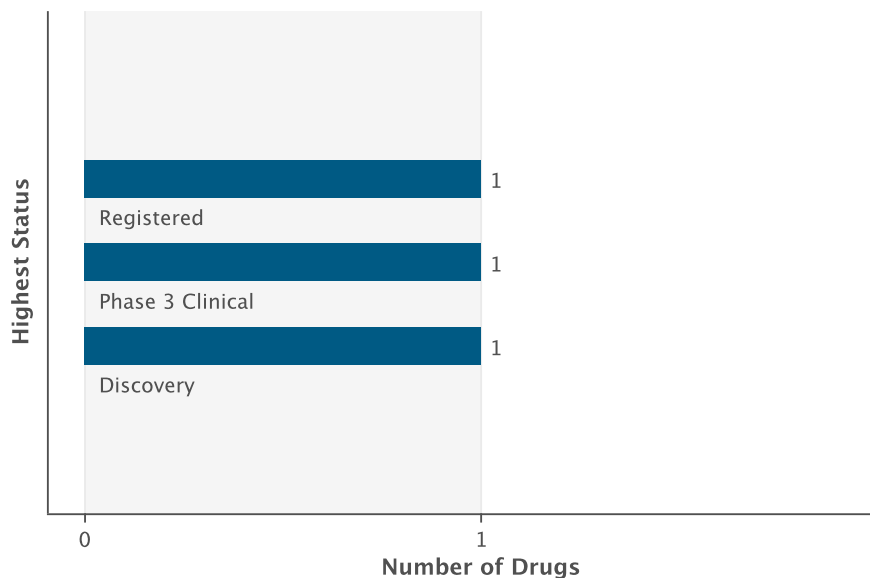 Highest Status
1
Registered
1
Phase 3 Clinical
1
Discovery
0 1
Number of Drugs